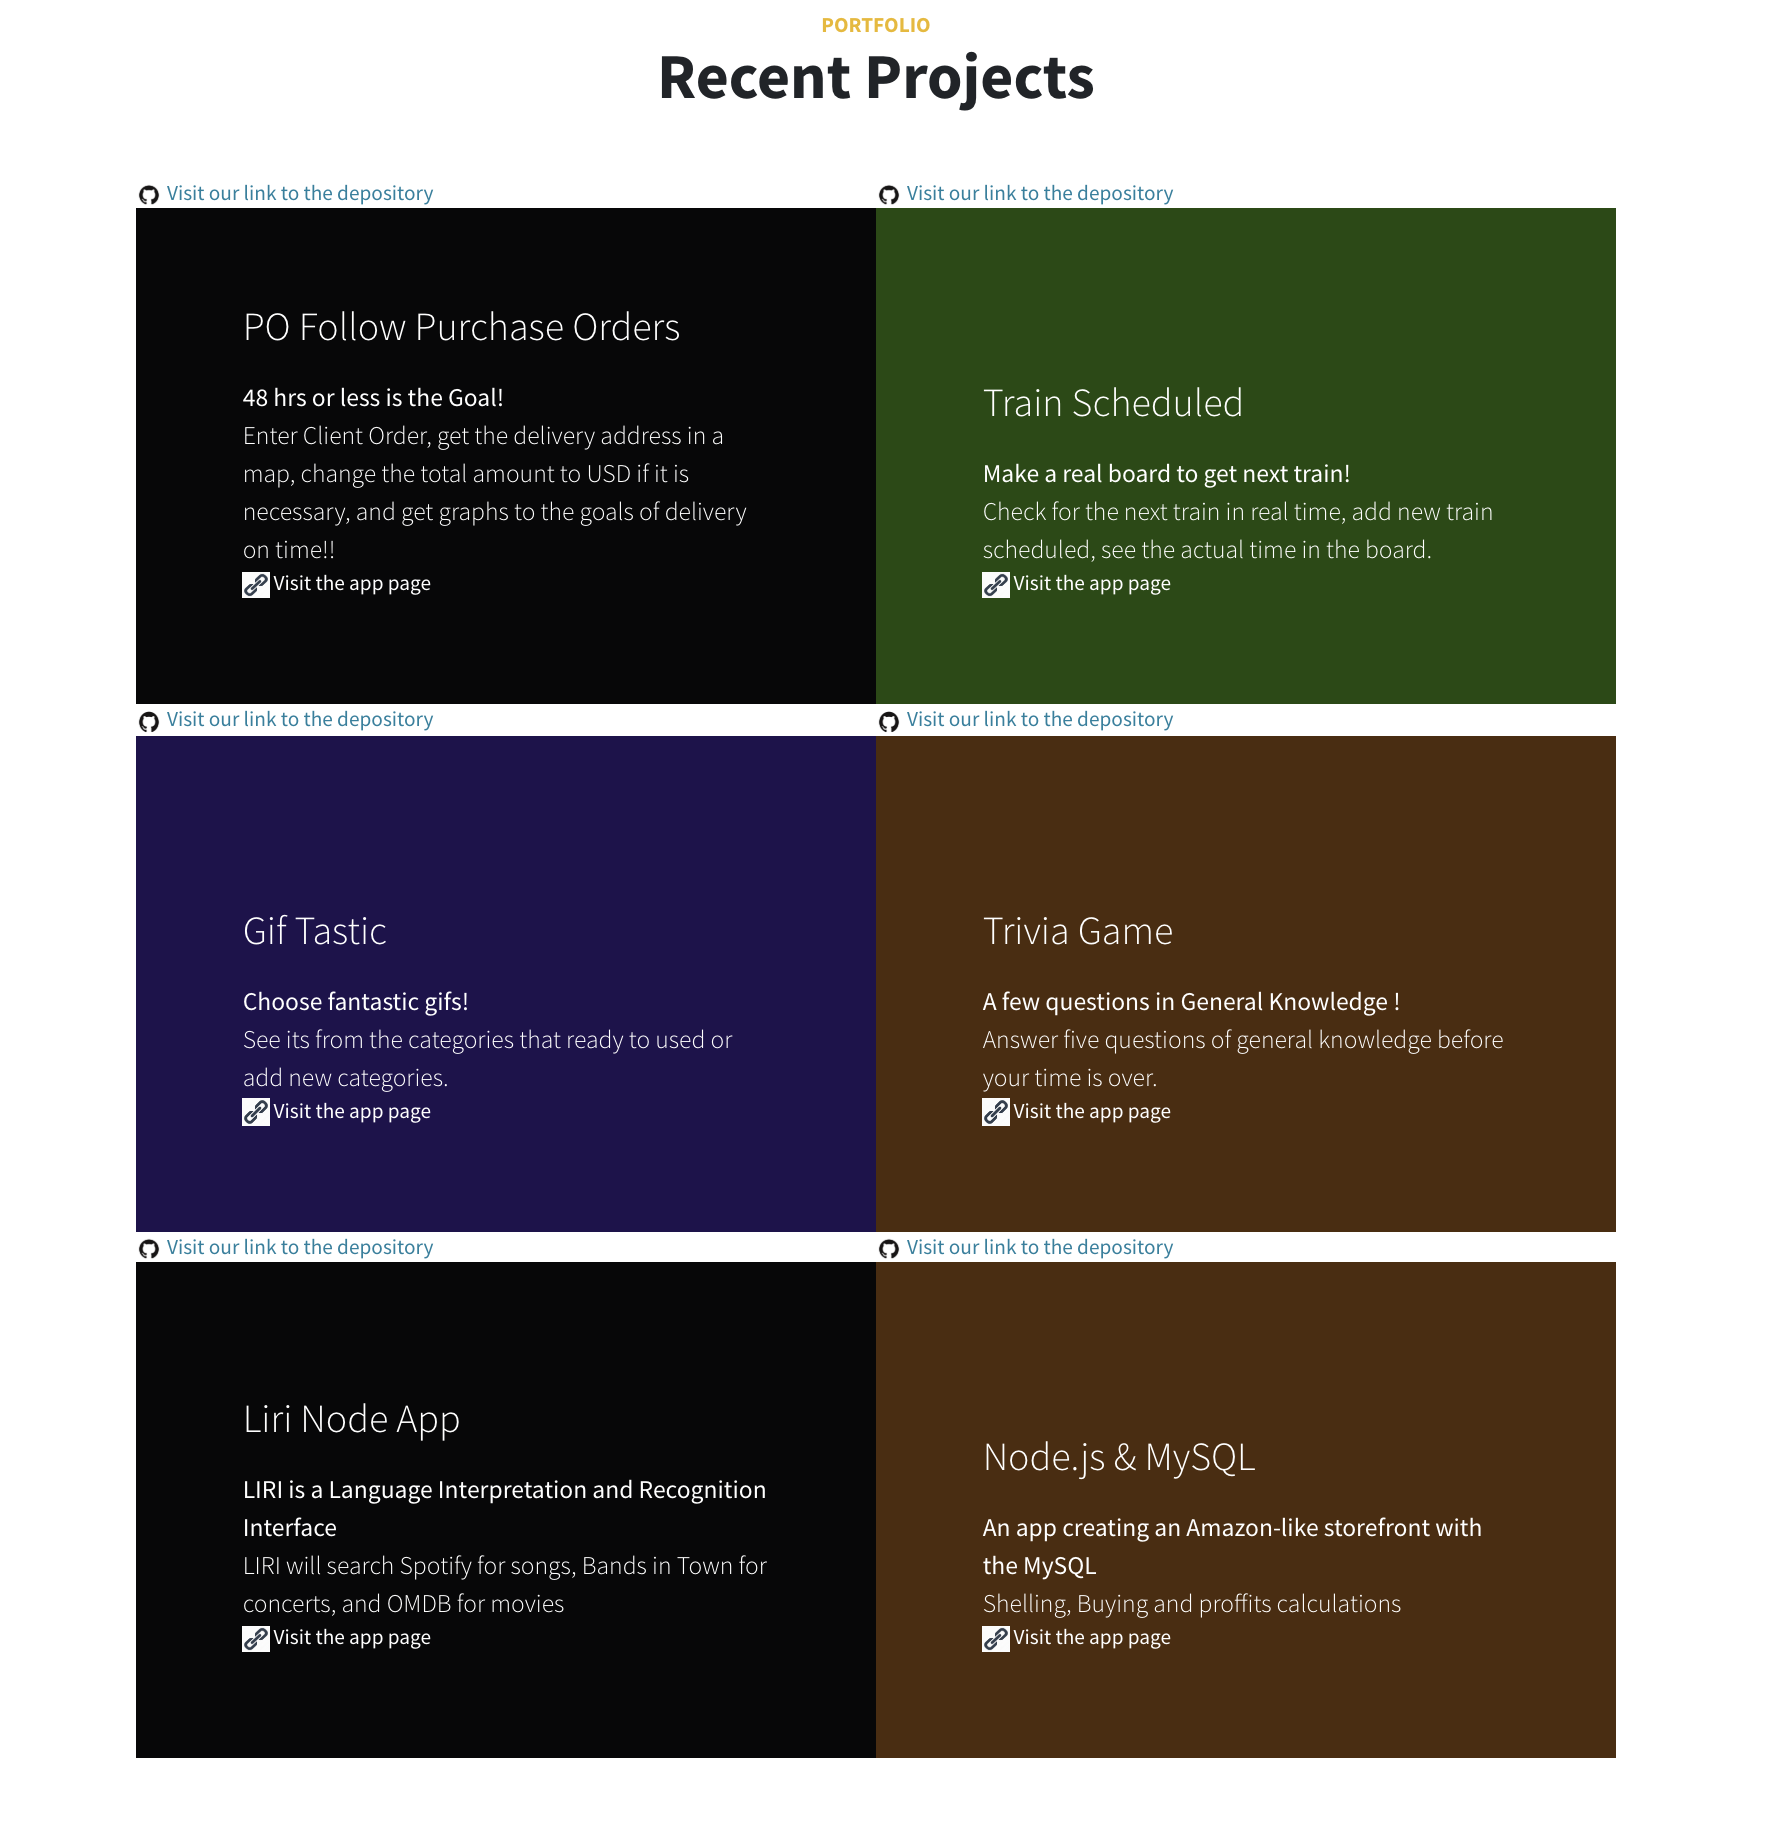 PORTFOLIO
Recent Projects
Visit our link to the depository
PO Follow Purchase Orders
48 hrs or less is the Goal!
Enter Client Order, get the delivery address in a
map, change the total amount to USD if it is
necessary, and get graphs to the goals of delivery
on time!!
Visit the app page
Visit our link to the depository
Train Scheduled
Make a real board to get next train!
Check for the next train in real time, add new train
scheduled, see the actual time in the board.
Visit the app page
Visit our link to the depository
Gif Tastic
Choose fantastic gifs!
See its from the categories that ready to used or
add new categories.
Visit the app page
Visit our link to the depository
Trivia Game
A few questions in General Knowledge !
Answer five questions of general knowledge before
your time is over.
Visit the app page
Visit our link to the depository
Liri Node App
LIRI is a Language Interpretation and Recognition
Interface
LIRI will search Spotify for songs, Bands in Town for
concerts, and OMDB for movies
Visit the app page
Visit our link to the depository
Node.js & MySQL
An app creating an Amazon-like storefront with
the MySQL
Shelling, Buying and proffits calculations
Visit the app page